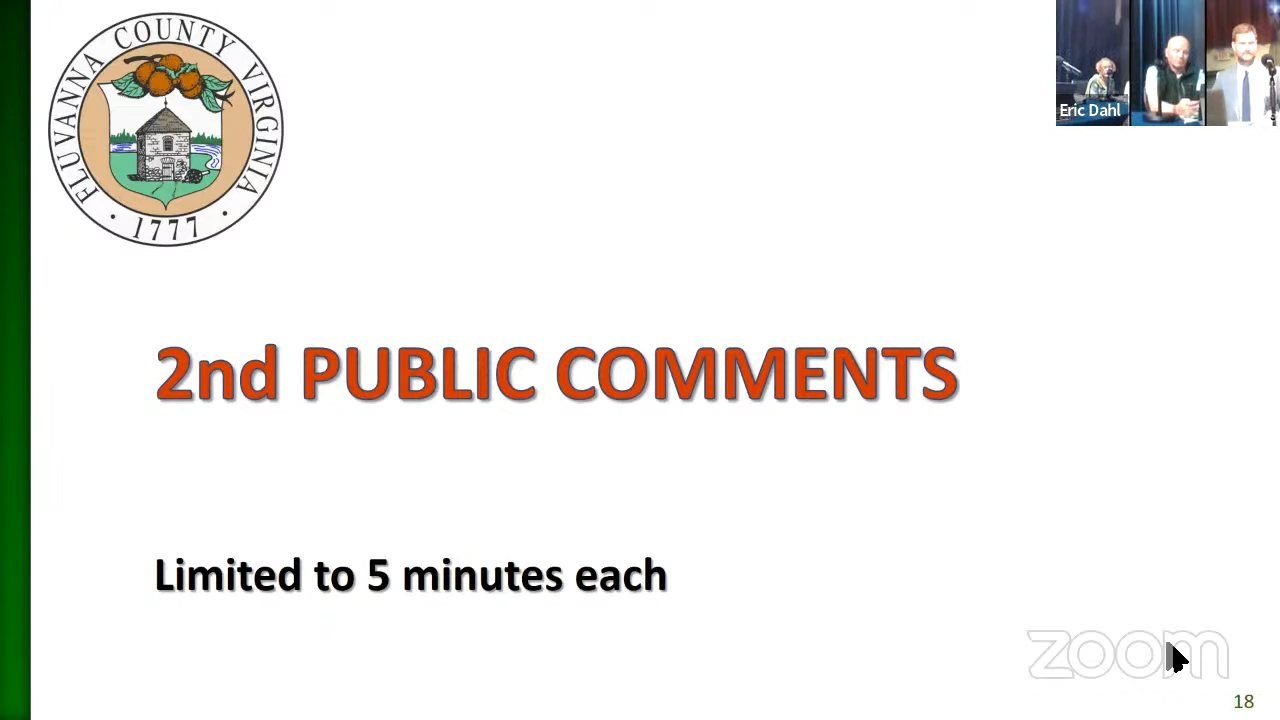 FLUVANNA COUNTY VIRGINIA
· 1777 ·
Eric Dahl
2nd PUBLIC COMMENTS
Limited to 5 minutes each
zoom
18